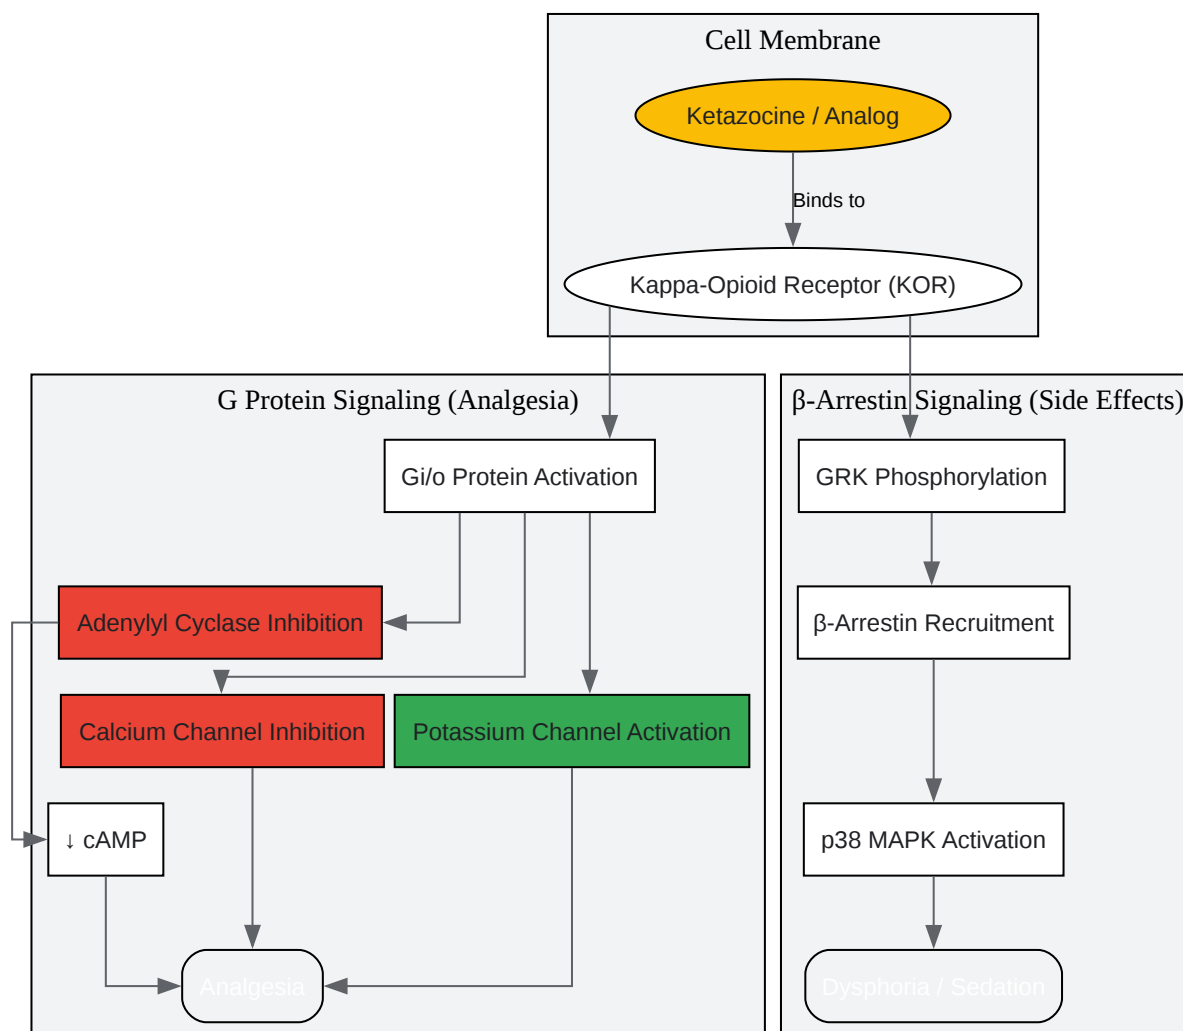 Cell Membrane
Ketazocine / Analog
Binds to
Kappa-Opioid Receptor (KOR)
G Protein Signaling (Analgesia)
Gi/o Protein Activation
Adenylyl Cyclase Inhibition
Calcium Channel Inhibition
Potassium Channel Activation
↓ cAMP
Analgesia
β-Arrestin Signaling (Side Effects)
GRK Phosphorylation
β-Arrestin Recruitment
p38 MAPK Activation
Dysphoria / Sedation